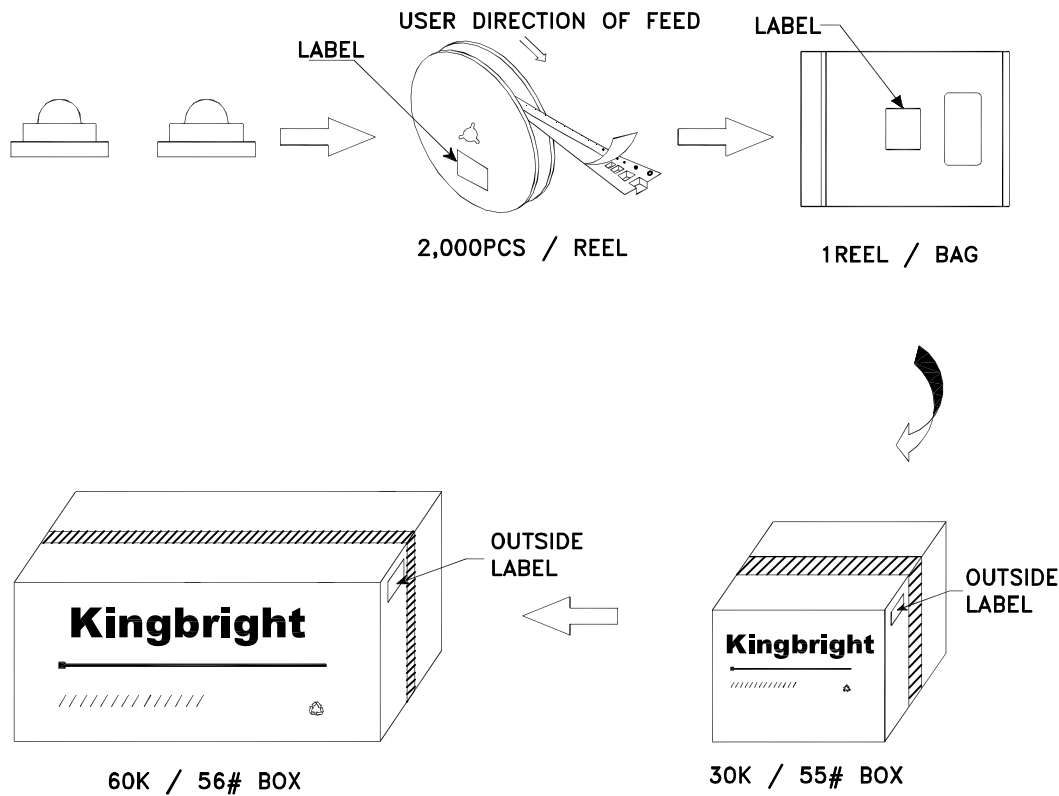 USER DIRECTION OF FEED
LABEL
LABEL
2,000PCS / REEL
1REEL / BAG
OUTSIDE
LABEL
Kingbright
60K / 56# BOX
OUTSIDE
LABEL
Kingbright
30K / 55# BOX